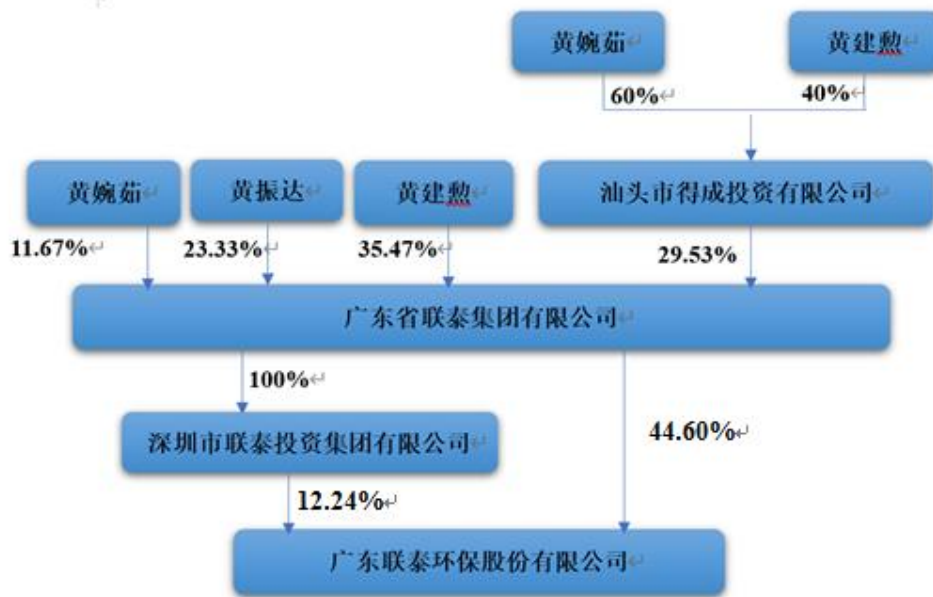 黄婉茹
黄建勲
60%
40%
黄婉茹
黄振达
黄建勲
汕头市得成投资有限公司
11.67%
23.33%
35.47%
29.53%
广东省联泰集团有限公司
100%
深圳市联泰投资集团有限公司
44.60%
12.24%
广东联泰环保股份有限公司